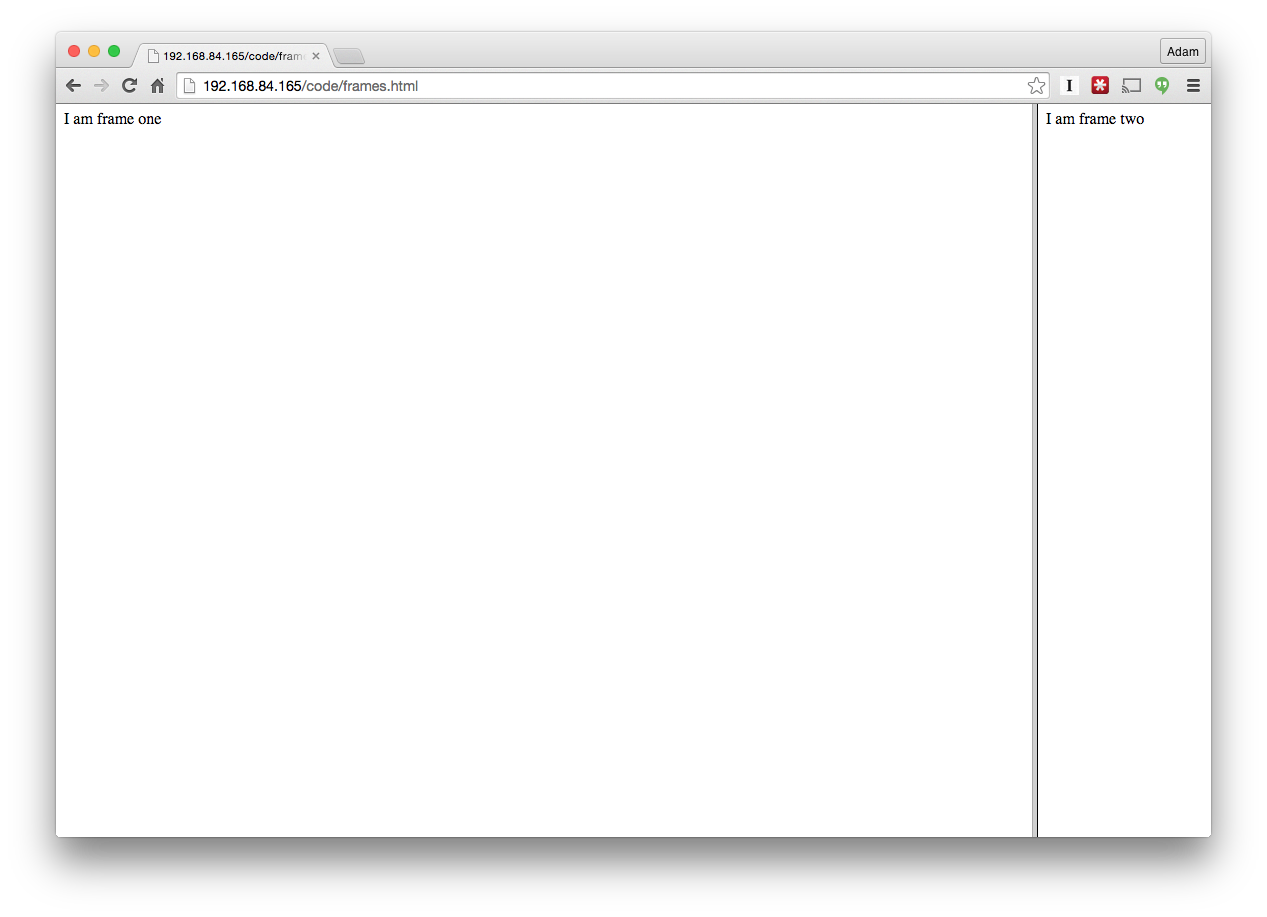 192.168.84.165/code/fram
Adam
192.168.84.165/code/frames.html
I
I am frame one
I am frame two